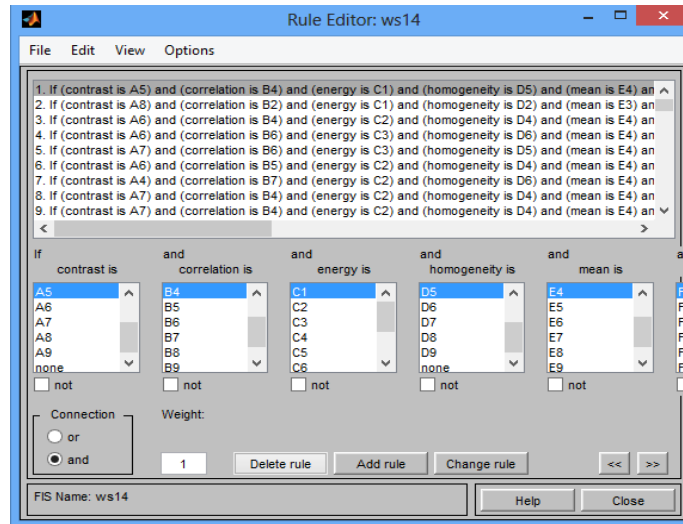 Rule Editor: ws14
File Edit View Options
1. If (contrast is A5) and (correlation is B4) and (energy is C1) and (homogeneity is D5) and (mean is E4) an
2. If (contrast is A8) and (correlation is B2) and (energy is C1) and (homogeneity is D2) and (mean is E3) an
3. If (contrast is A6) and (correlation is B4) and (energy is C2) and (homogeneity is D4) and (mean is E4) an
4. If (contrast is A6) and (correlation is B6) and (energy is C3) and (homogeneity is D6) and (mean is E4) an
5. If (contrast is A7) and (correlation is B6) and (energy is C3) and (homogeneity is D5) and (mean is E4) an
6. If (contrast is A6) and (correlation is B5) and (energy is C2) and (homogeneity is D4) and (mean is E4) an
7. If (contrast is A4) and (correlation is B7) and (energy is C2) and (homogeneity is D6) and (mean is E4) an
8. If (contrast is A7) and (correlation is B4) and (energy is C2) and (homogeneity is D4) and (mean is E4) an
9. If (contrast is A7) and (correlation is B4) and (energy is C2) and (homogeneity is D4) and (mean is E4) an
If and and and and a
contrast is correlation is energy is homogeneity is mean is
A5 B4 C1 D5 E4 F
A6 B5 C2 D6 E5 F
A7 B6 C3 D7 E6 F
A8 B7 C4 D8 E7 F
A9 B8 C5 D9 E8 F
none B9 C6 none E9 F
not not not not not
Connection Weight:
or
and 1 Delete rule Add rule Change rule << >>
FIS Name: ws14 Help Close